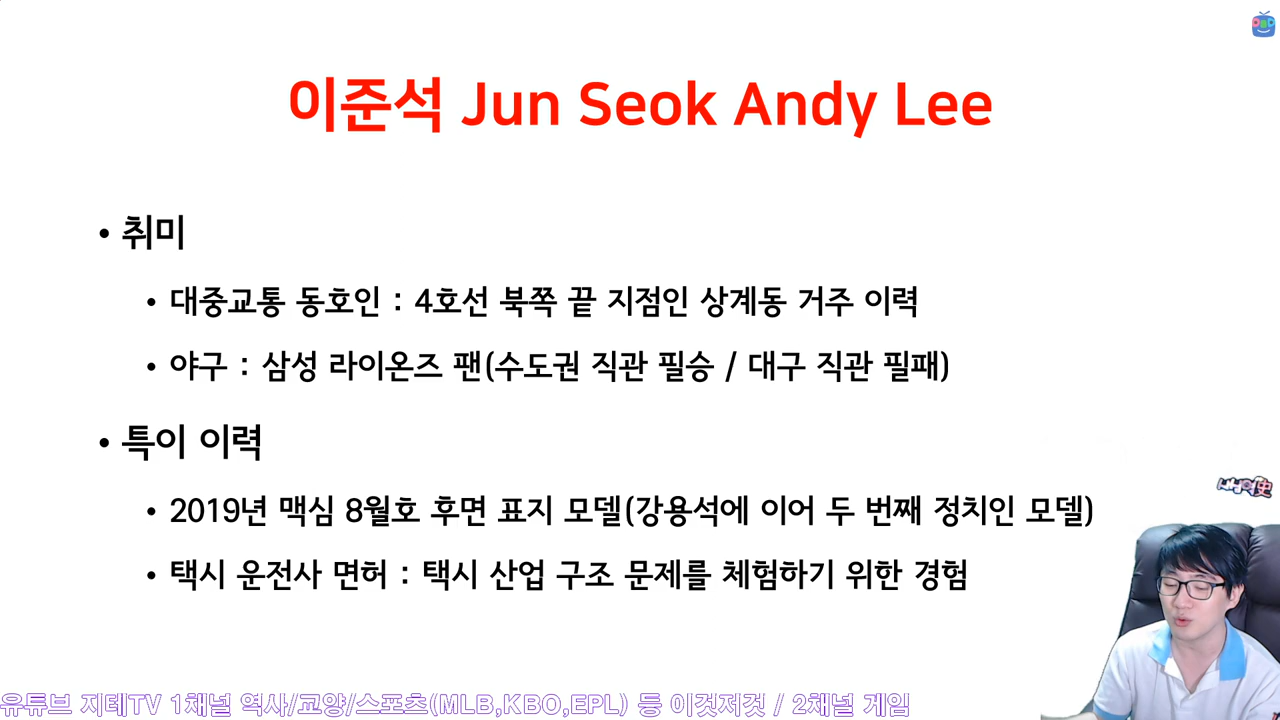 이준석 Jun Seok Andy Lee
• 취미
• 대중교통 동호인 : 4호선 북쪽 끝 지점인 상계동 거주 이력
• 야구 : 삼성 라이온즈 팬(수도권 직관 필승 / 대구 직관 필패)
• 특이 이력
• 2019년 맥심 8월호 후면 표지 모델(강용석에 이어 두 번째 정치인 모델)
• 택시 운전사 면허 : 택시 산업 구조 문제를 체험하기 위한 경험
유튜브 지테TV 1채널 역사/교양/스포츠(MLB,KBO,EPL) 등 이것저것 / 2채널 게임